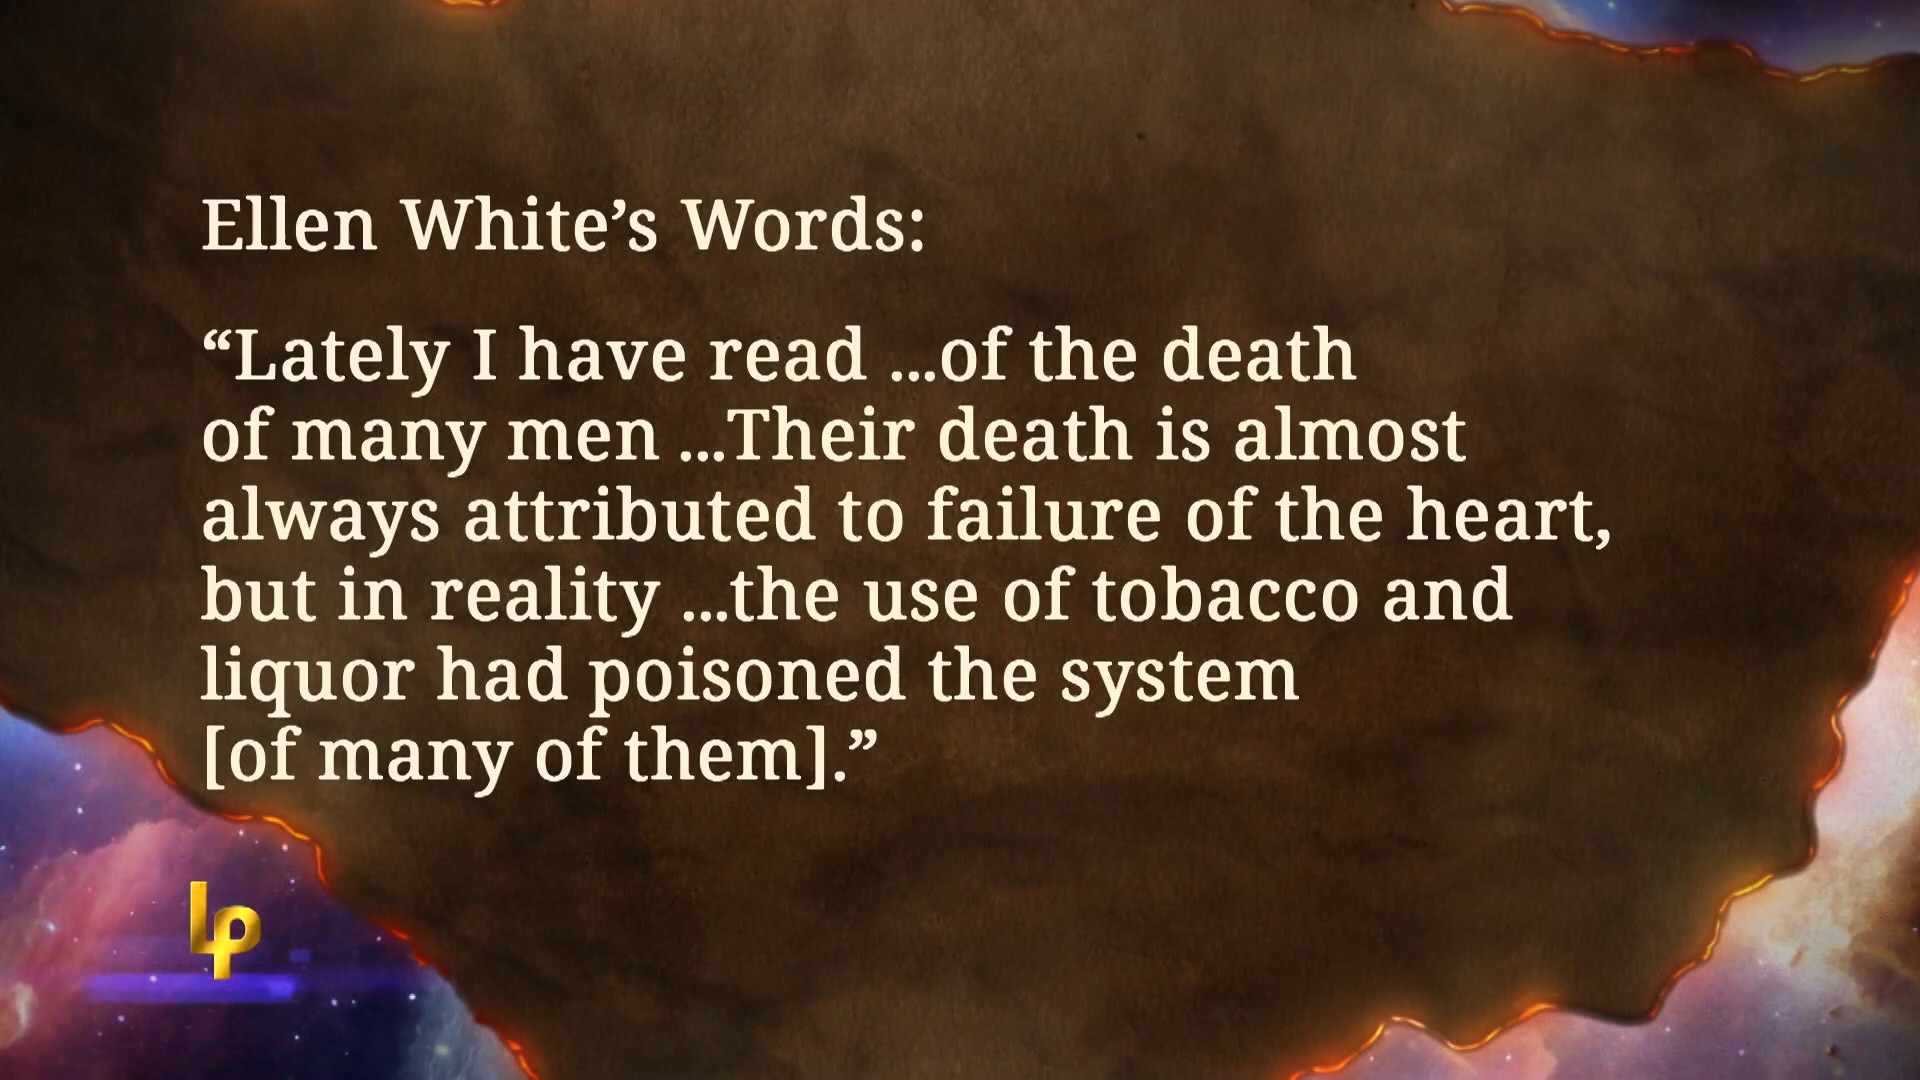 Ellen White’s Words:
“Lately I have read ...of the death
of many men ...Their death is almost
always attributed to failure of the heart,
but in reality ...the use of tobacco and
liquor had poisoned the system
[of many of them].”
LP